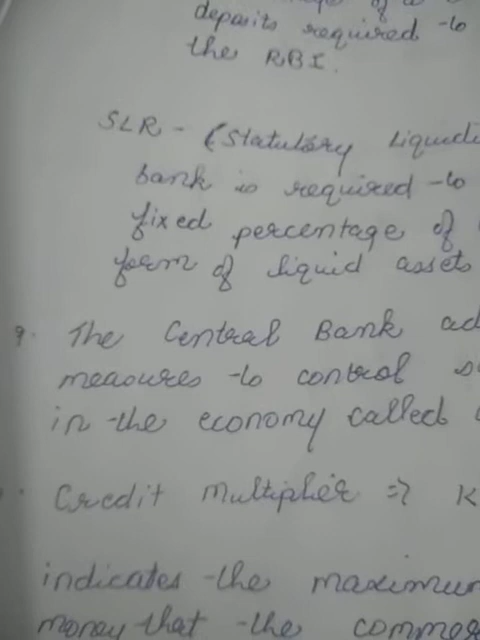 deposits required to
the RBI.
SLR - (Statutory Liquid
bank is required to
fixed percentage of
form of liquid assets
9. The Central Bank ad
measures to control
in the economy called
Credit Multiplier => K
indicates the maximum
money that the commer